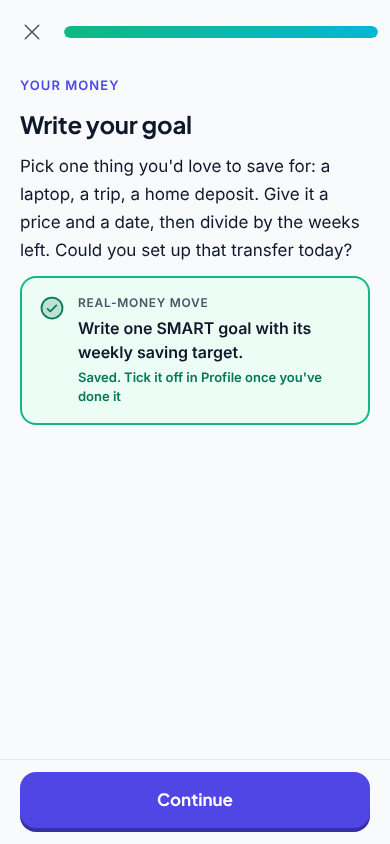 YOUR MONEY
Write your goal
Pick one thing you'd love to save for: a
laptop, a trip, a home deposit. Give it a
price and a date, then divide by the weeks
left. Could you set up that transfer today?
REAL-MONEY MOVE
Write one SMART goal with its
weekly saving target.
Saved. Tick it off in Profile once you've
done it
Continue